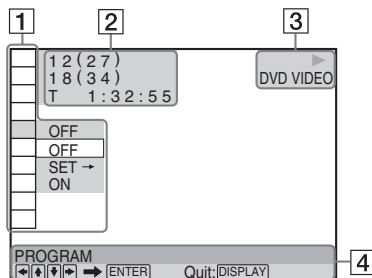 1 2 3
12(27)
18(34)
T 1:32:55
DVD VIDEO
OFF
OFF
SET →
ON
PROGRAM
← ↑ ↓ → ➡ ENTER Quit: DISPLAY
4